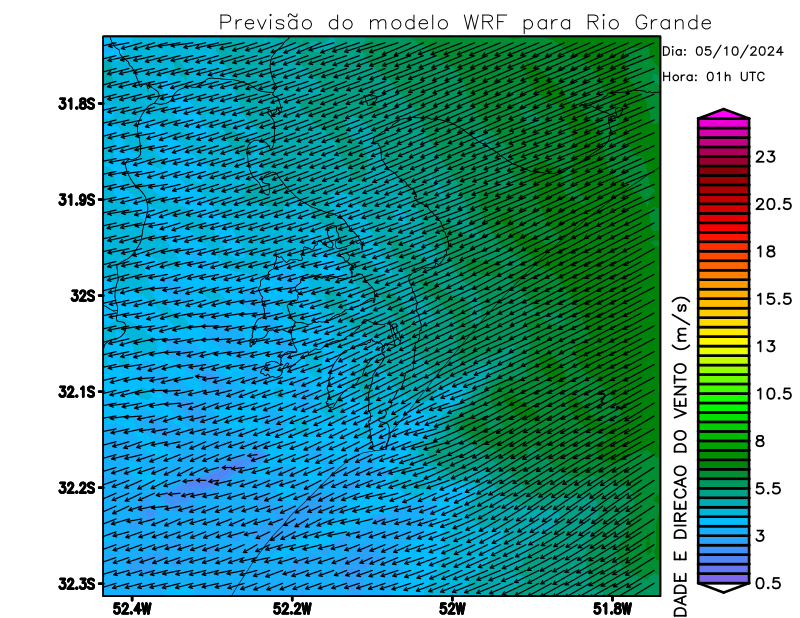 Previsão do modelo WRF para Rio Grande
Dia: 05/10/2024
Hora: 01h UTC
31.8S
31.9S
32S
32.1S
32.2S
32.3S
52.4W
52.2W
52W
51.8W
DADE E DIRECAO DO VENTO (m/s)
23
20.5
18
15.5
13
10.5
8
5.5
3
0.5